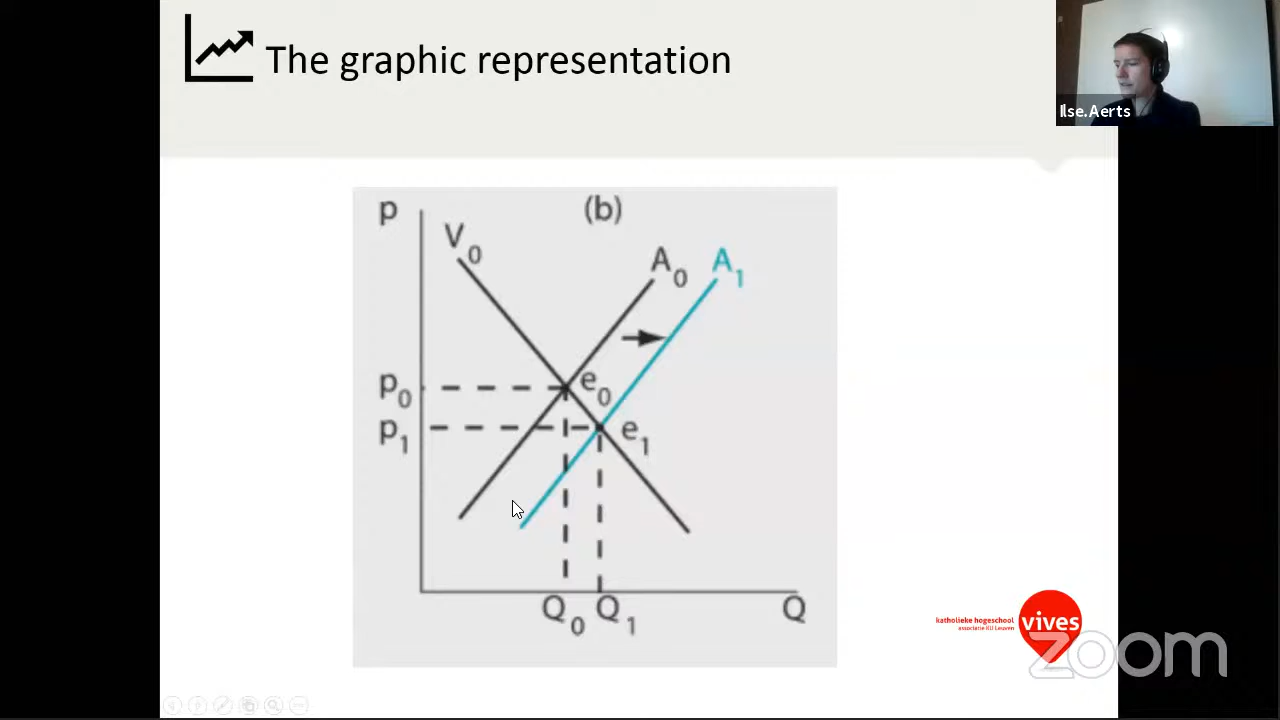 The graphic representation
Ilse.Aerts
p
(b)
V0
A0
A1
p0
e0
p1
e1
Q0
Q1
Q
katholieke hogeschool
associatie KU Leuven
vives
zoom